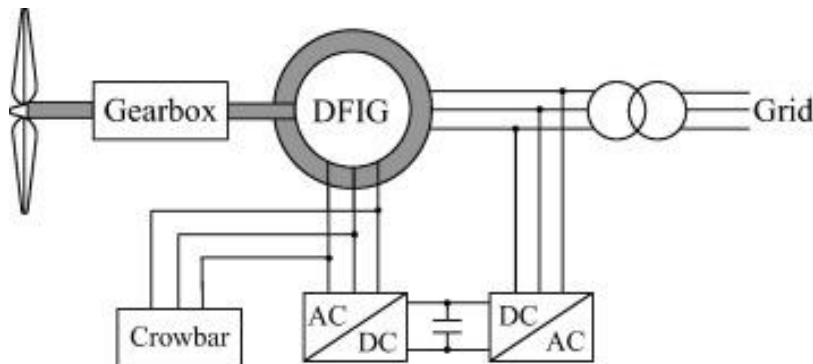 Gearbox
DFIG
Grid
Crowbar
AC
DC
DC
AC